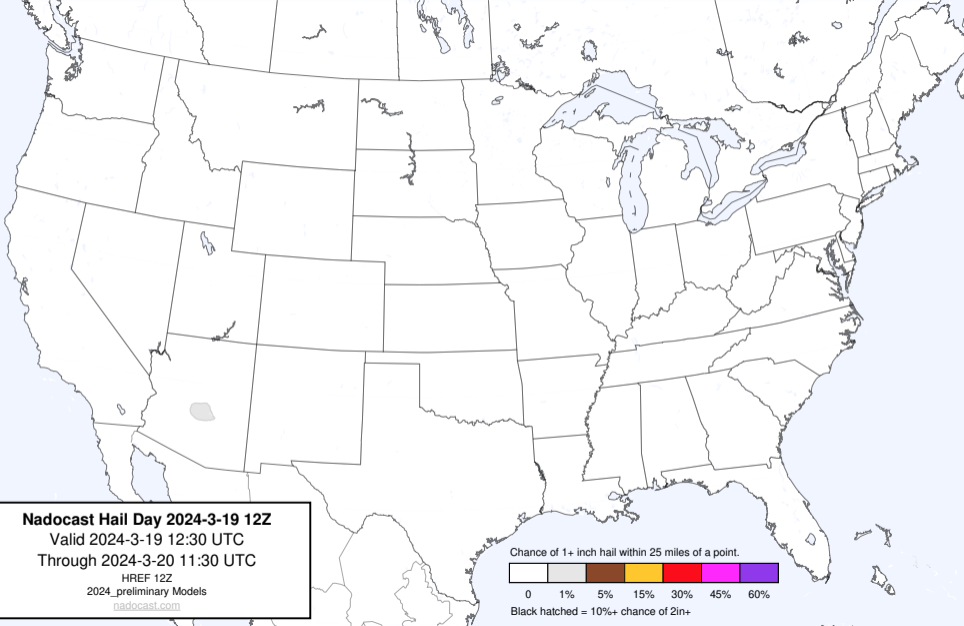 Nadocast Hail Day 2024-3-19 12Z
Valid 2024-3-19 12:30 UTC
Through 2024-3-20 11:30 UTC
HREF 12Z
2024_preliminary Models
nadocast.com
Chance of 1+ inch hail within 25 miles of a point.
0 1% 5% 15% 30% 45% 60%
Black hatched = 10%+ chance of 2in+